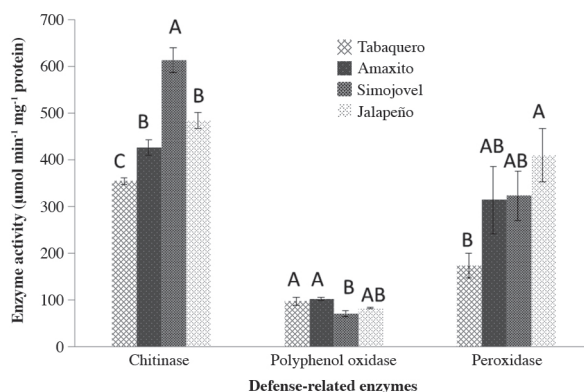 700
600
500
400
300
200
100
0
Enzyme activity (µmol min⁻¹ mg⁻¹ protein)
Tabaquero
Amaxito
Simojovel
Jalapeño
C B A B
A A B AB
B AB AB A
Chitinase Polyphenol oxidase Peroxidase
Defense-related enzymes